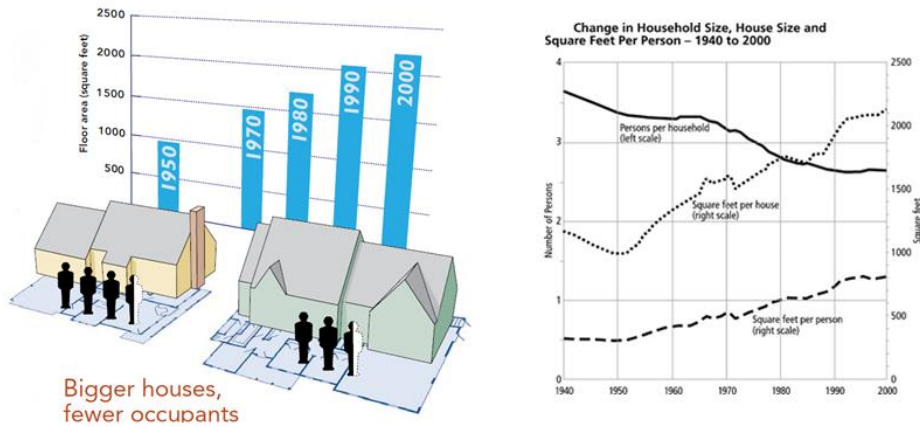 2500
2000
1500
1000
500
Floor area (square feet)
1950
1970
1980
1990
2000
Bigger houses,
fewer occupants
Change in Household Size, House Size and
Square Feet Per Person – 1940 to 2000
4
3
2
1
0
Number of Persons
Persons per household
(left scale)
Square feet per house
(right scale)
Square feet per person
(right scale)
2500
2000
1500
1000
500
0
Square feet
1940 1950 1960 1970 1980 1990 2000